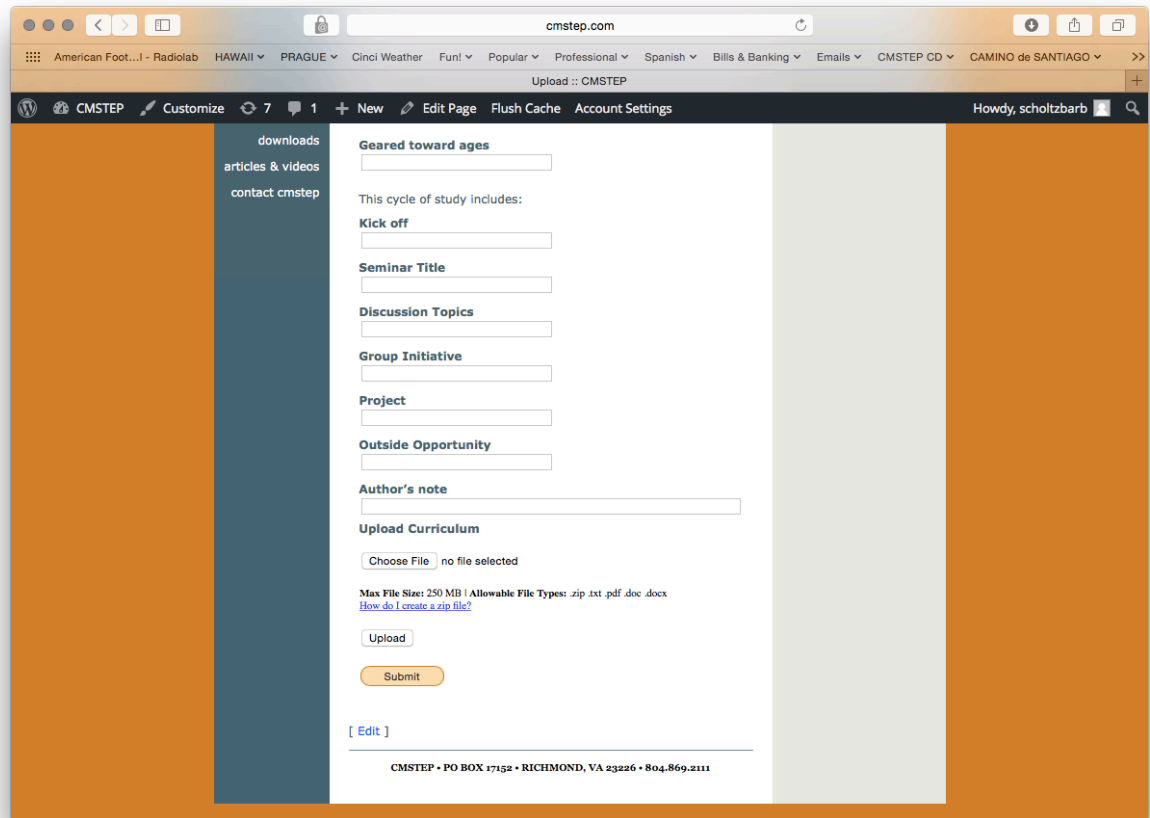 cmstep.com
American Foot...l - Radiolab HAWAII PRAGUE Cinci Weather Fun! Popular Professional Spanish Bills & Banking Emails CMSTEP CD CAMINO de SANTIAGO >>
Upload :: CMSTEP +
CMSTEP Customize 7 1 + New Edit Page Flush Cache Account Settings Howdy, scholtzbarb
downloads
articles & videos
contact cmstep
Geared toward ages
This cycle of study includes:
Kick off
Seminar Title
Discussion Topics
Group Initiative
Project
Outside Opportunity
Author's note
Upload Curriculum
Choose File no file selected
Max File Size: 250 MB | Allowable File Types: .zip .txt .pdf .doc .docx
How do I create a zip file?
Upload
Submit
[ Edit ]
CMSTEP • PO BOX 17152 • RICHMOND, VA 23226 • 804.869.2111